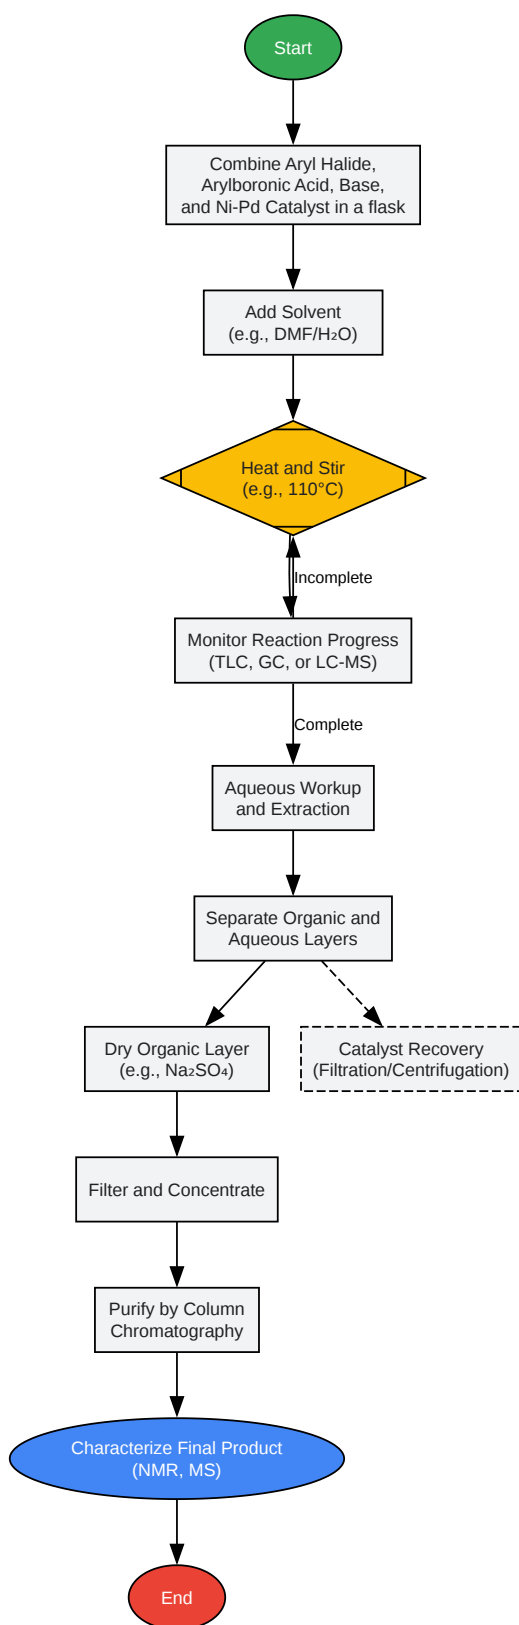 Start
Combine Aryl Halide,
Arylboronic Acid, Base,
and Ni-Pd Catalyst in a flask
Add Solvent
(e.g., DMF/H₂O)
Heat and Stir
(e.g., 110°C)
Incomplete
Monitor Reaction Progress
(TLC, GC, or LC-MS)
Complete
Aqueous Workup
and Extraction
Separate Organic and
Aqueous Layers
Dry Organic Layer
(e.g., Na₂SO₄)
Catalyst Recovery
(Filtration/Centrifugation)
Filter and Concentrate
Purify by Column
Chromatography
Characterize Final Product
(NMR, MS)
End